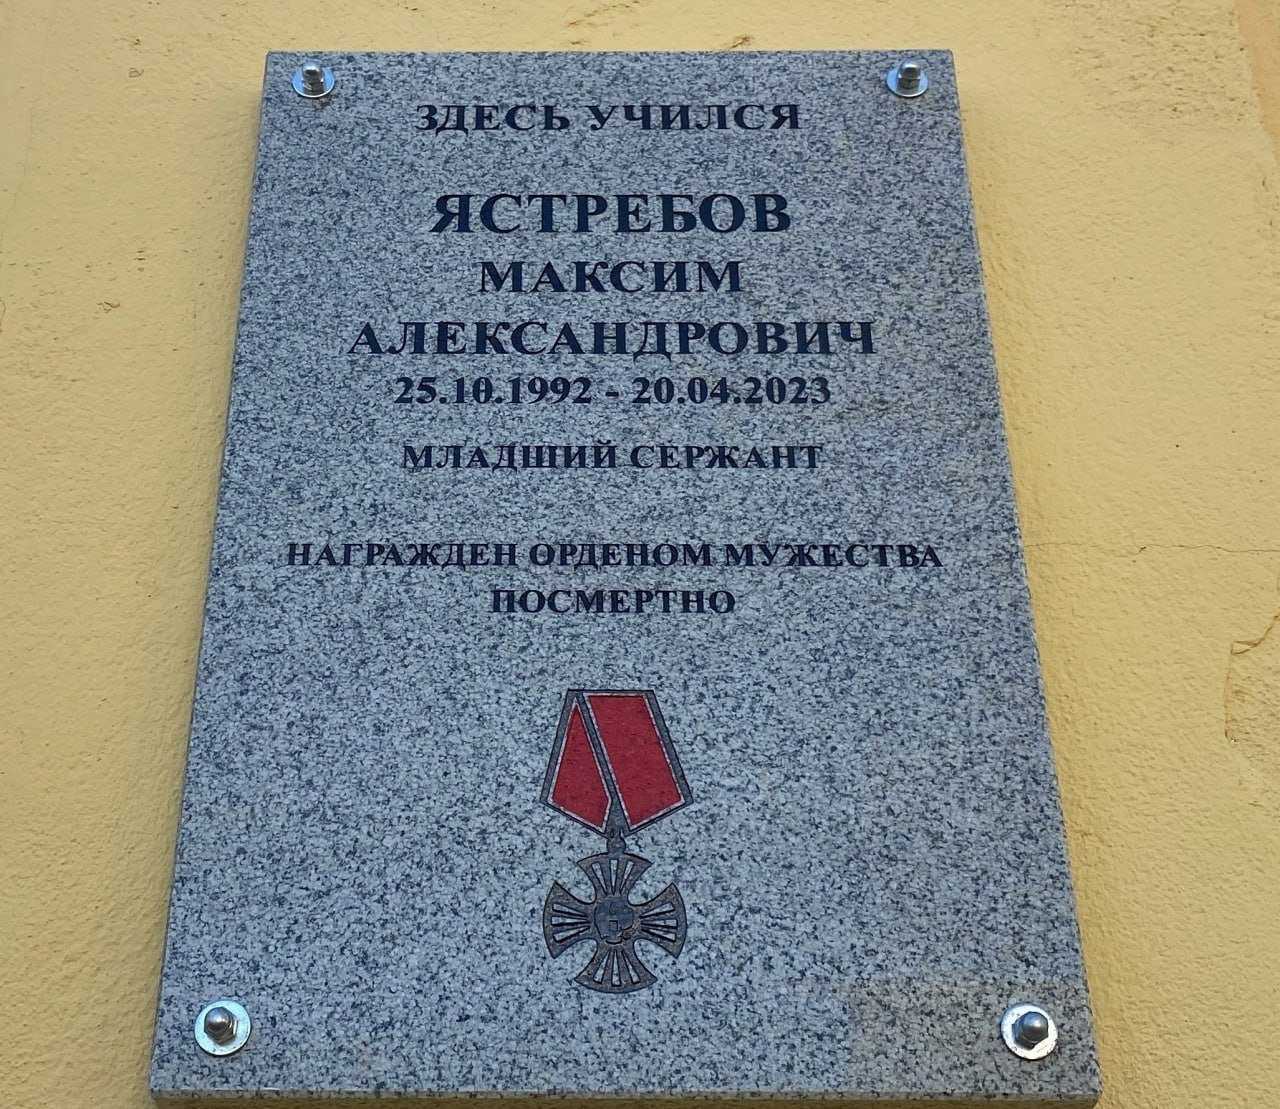 ЗДЕСЬ УЧИЛСЯ
ЯСТРЕБОВ
МАКСИМ
АЛЕКСАНДРОВИЧ
25.10.1992 - 20.04.2023
МЛАДШИЙ СЕРЖАНТ
НАГРАЖДЕН ОРДЕНОМ МУЖЕСТВА
ПОСМЕРТНО